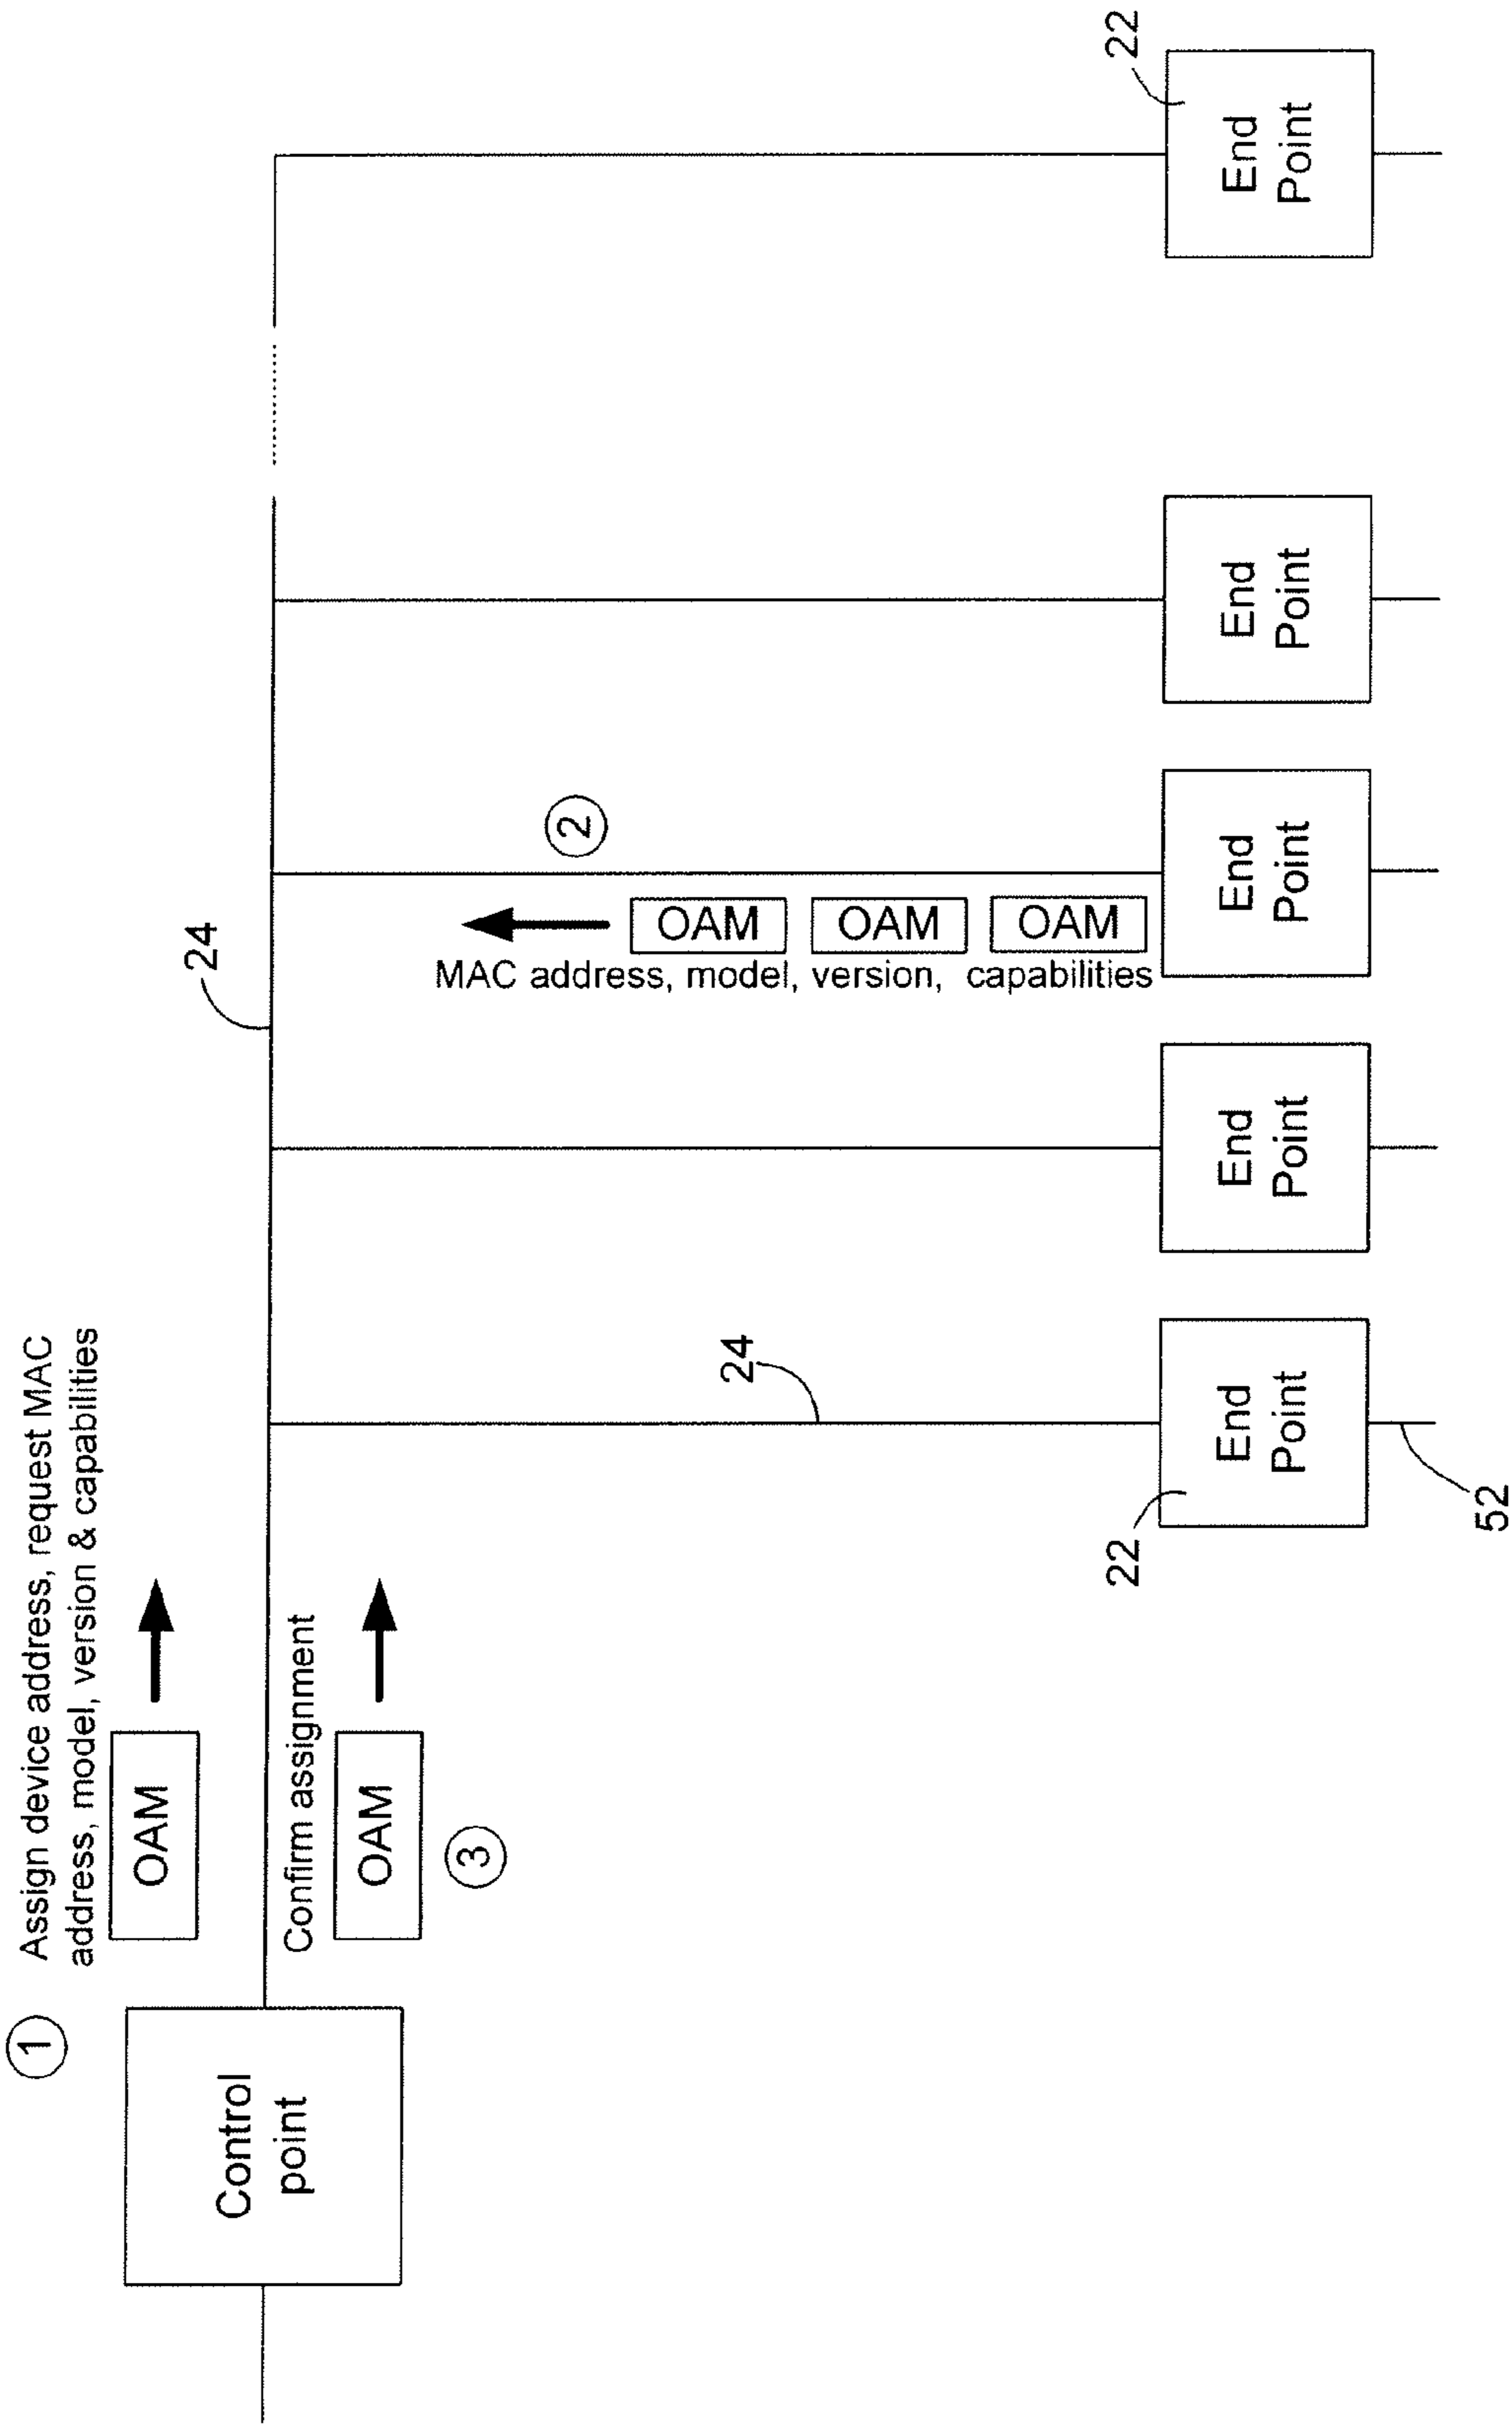 1
Assign device address, request MAC
address, model, version & capabilities
OAM
Control
point
Confirm assignment
OAM
3
24
24
2
OAM
OAM
OAM
MAC address, model, version, capabilities
22
End
Point
52
End
Point
End
Point
End
Point
22
End
Point